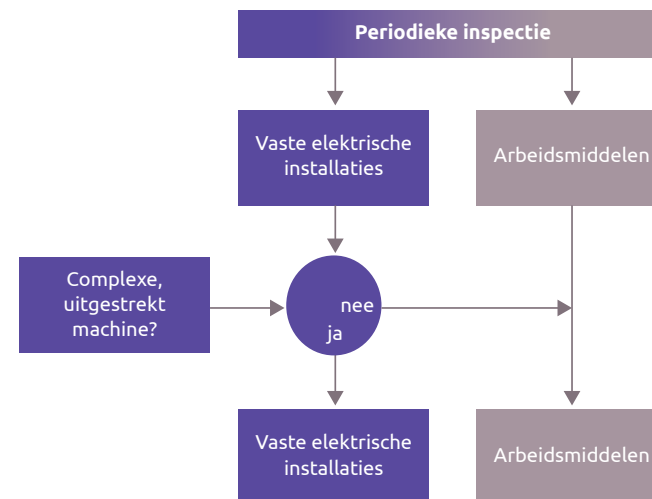 Periodieke inspectie
Vaste elektrische
installaties
Arbeidsmiddelen
Complexe,
uitgestrekt
machine?
nee
ja
Vaste elektrische
installaties
Arbeidsmiddelen